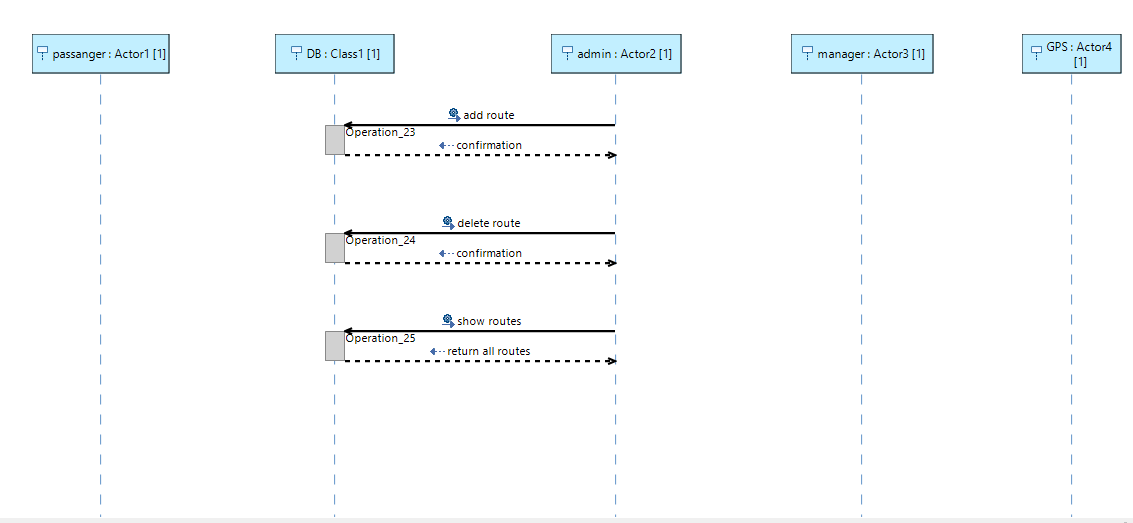 passanger : Actor1 [1]
DB : Class1 [1]
admin : Actor2 [1]
manager : Actor3 [1]
GPS : Actor4
[1]
add route
Operation_23
confirmation
delete route
Operation_24
confirmation
show routes
Operation_25
return all routes